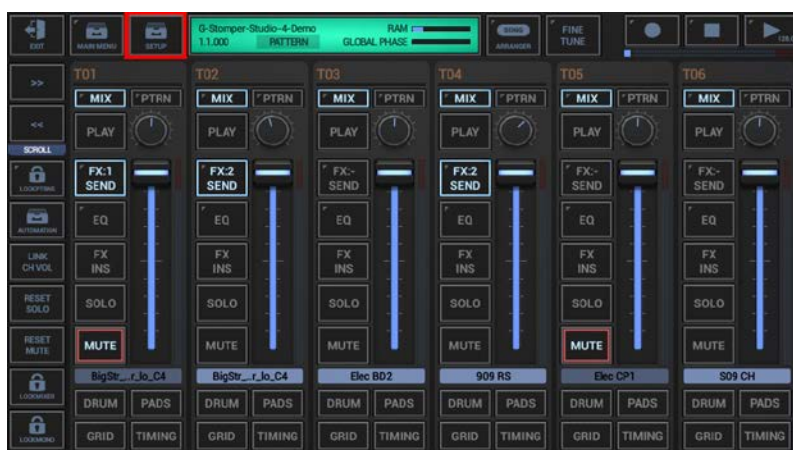 EXIT
MAIN MENU
SETUP
G-Stomper-Studio-4-Demo RAM
1.1.000 PATTERN GLOBAL PHASE
SONG
ARRANGER
FINE
TUNE
>>
<<
SCROLL
LOCKPTRNS
AUTOMATION
LINK
CH VOL
RESET
SOLO
RESET
MUTE
LOCKMIXER
LOCKMONO
T01 T02 T03 T04 T05 T06
MIX PTRN MIX PTRN MIX PTRN MIX PTRN MIX PTRN MIX PTRN
PLAY PLAY PLAY PLAY PLAY PLAY
FX:1 FX:2 FX:- FX:2 FX:- FX:-
SEND SEND SEND SEND SEND SEND
EQ EQ EQ EQ EQ EQ
FX FX FX FX FX FX
INS INS INS INS INS INS
SOLO SOLO SOLO SOLO SOLO SOLO
MUTE MUTE MUTE MUTE MUTE MUTE
BigStr_...r_lo_C4 BigStr_...r_lo_C4 Elec BD2 909 RS Elec CP1 S09 CH
DRUM PADS DRUM PADS DRUM PADS DRUM PADS DRUM PADS DRUM PADS
GRID TIMING GRID TIMING GRID TIMING GRID TIMING GRID TIMING GRID TIMING